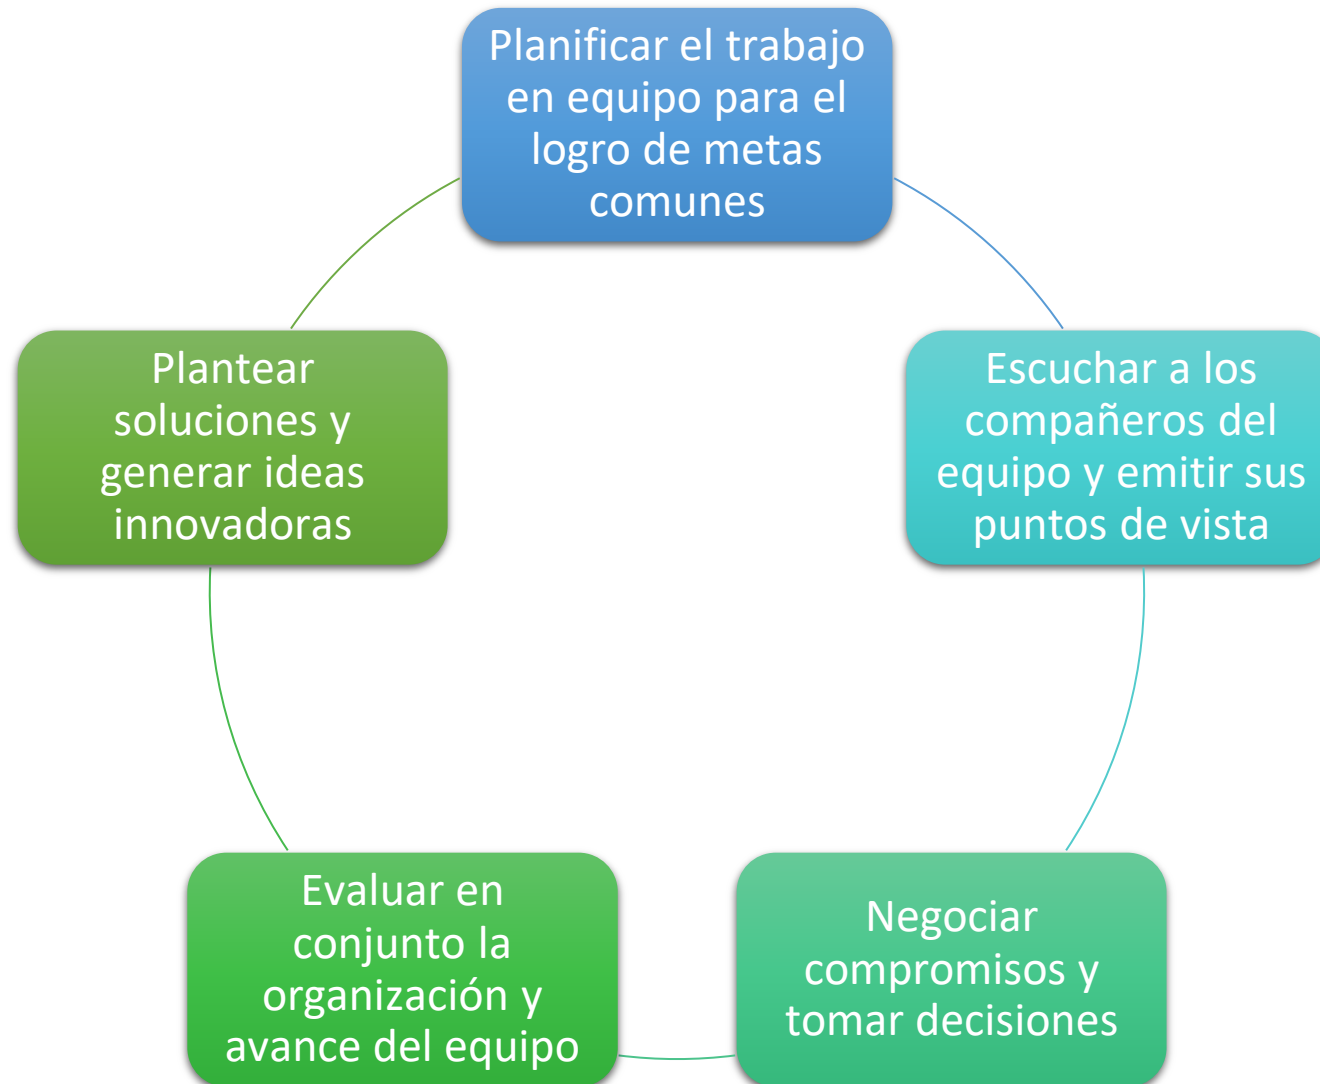 Planificar el trabajo
en equipo para el
logro de metas
comunes
Escuchar a los
compañeros del
equipo y emitir sus
puntos de vista
Negociar
compromisos y
tomar decisiones
Evaluar en
conjunto la
organización y
avance del equipo
Plantear
soluciones y
generar ideas
innovadoras